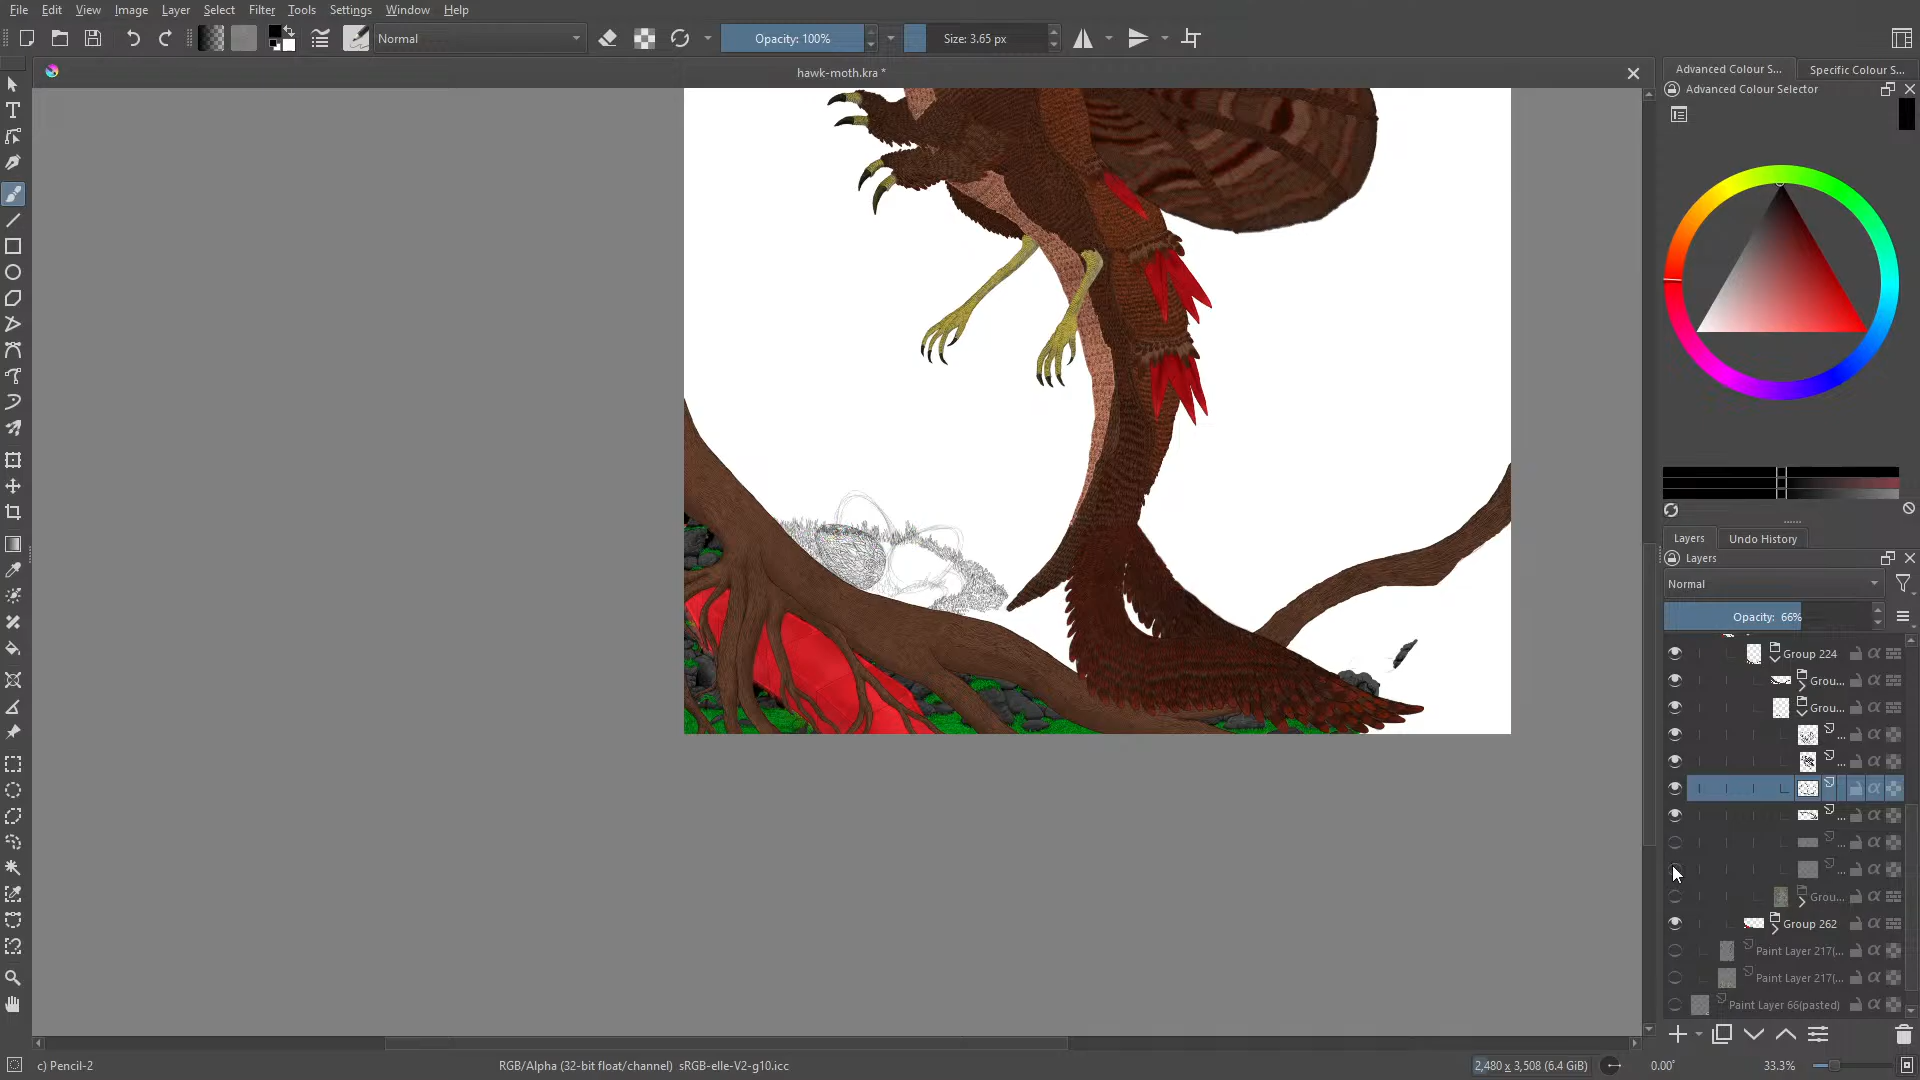 File Edit View Image Layer Select Filter Tools Settings Window Help
Normal Opacity: 100% Size: 3.65 px
hawk-moth.kra *
Advanced Colour S... Specific Colour S...
Advanced Colour Selector
Layers Undo History
Layers
Normal
Opacity: 66%
Group 224
Grou...
Grou...
...
...
...
...
...
Grou...
Group 262
Paint Layer 217(...
Paint Layer 217(...
Paint Layer 66(pasted)
c) Pencil-2 RGB/Alpha (32-bit float/channel) sRGB-elle-V2-g10.icc 2,480 x 3,508 (6.4 GiB) 0.00° 33.3%